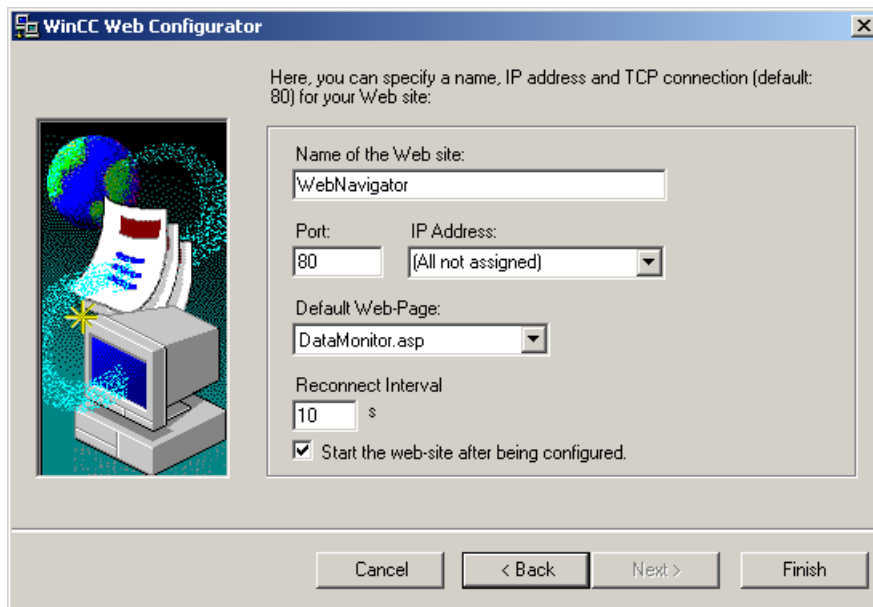 WinCC Web Configurator
Here, you can specify a name, IP address and TCP connection (default:
80) for your Web site:
Name of the Web site:
WebNavigator
Port: IP Address:
80 (All not assigned)
Default Web-Page:
DataMonitor.asp
Reconnect Interval
10 s
Start the web-site after being configured.
Cancel < Back Next > Finish